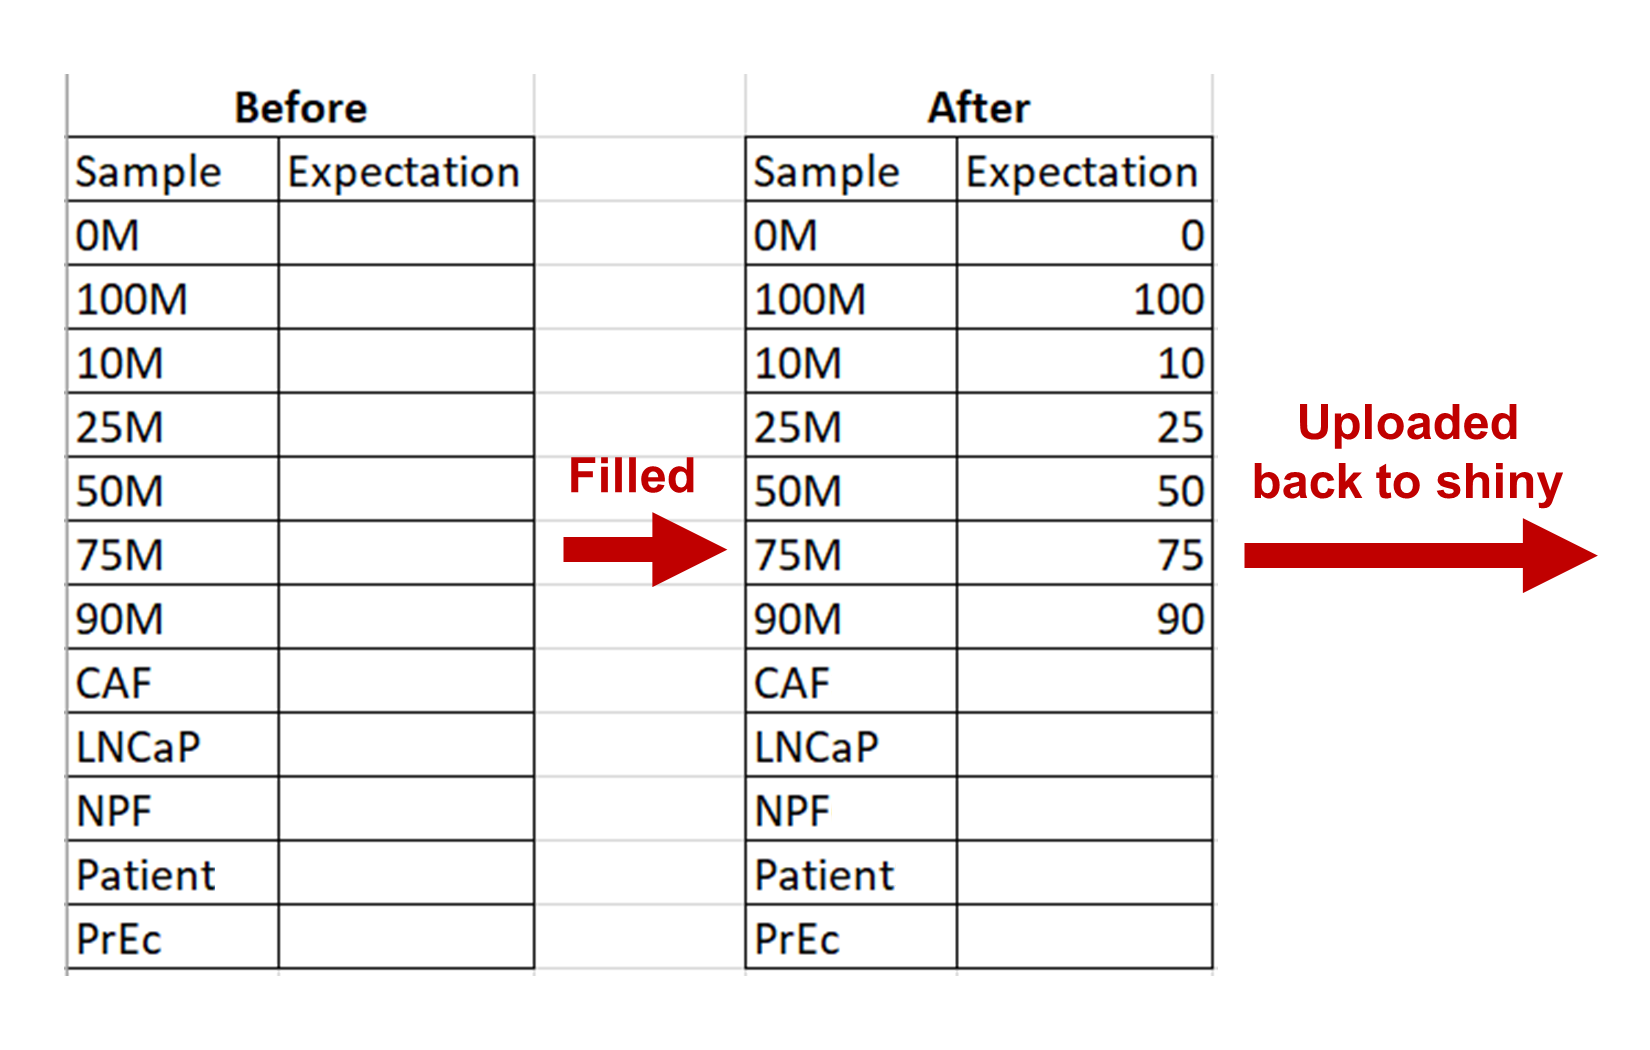 Before
Sample Expectation
0M
100M
10M
25M
50M
75M
90M
CAF
LNCaP
NPF
Patient
PrEc
Filled
After
Sample Expectation
0M 0
100M 100
10M 10
25M 25
50M 50
75M 75
90M 90
CAF
LNCaP
NPF
Patient
PrEc
Uploaded
back to shiny